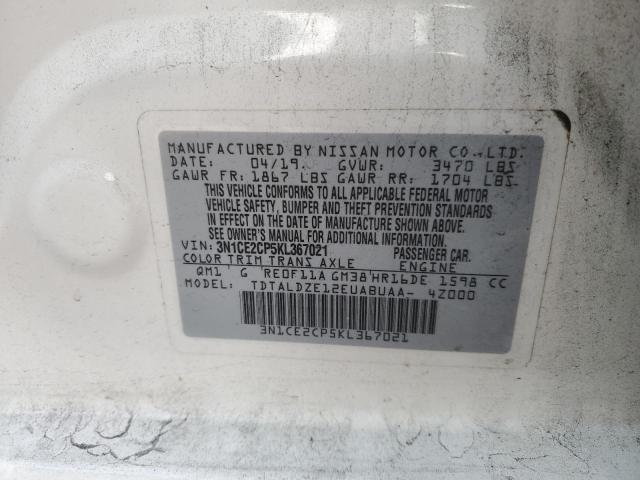 MANUFACTURED BY NISSAN MOTOR CO.,LTD.
DATE: 04/19. GVWR: 3470 LBS
GAWR FR: 1867 LBS GAWR RR: 1704 LBS
THIS VEHICLE CONFORMS TO ALL APPLICABLE FEDERAL MOTOR
VEHICLE SAFETY, BUMPER AND THEFT PREVENTION STANDARDS
IN EFFECT ON THE DATE OF MANUFACTURE SHOWN ABOVE.
SEE OWNER'S MANUAL FOR ADDITIONAL INFORMATION.
VIN: 3N1CE2CP5KL367021 PASSENGER CAR.
COLOR TRIM TRANS AXLE ENGINE
QM1 G RE0F11A GM38 HR16DE 1598 CC
MODEL: TDTALDZE12EUABUAA- 4Z000
3N1CE2CP5KL367021